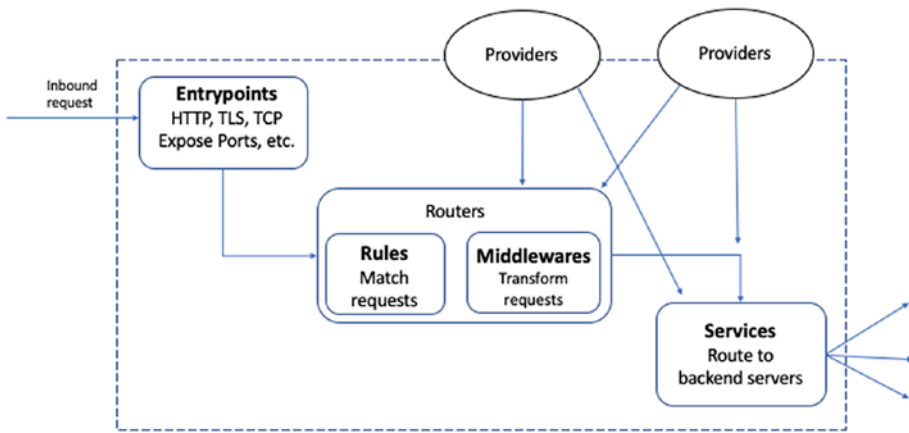 Providers
Providers
Inbound
request
Entrypoints
HTTP, TLS, TCP
Expose Ports, etc.
Routers
Rules
Match
requests
Middlewares
Transform
requests
Services
Route to
backend servers